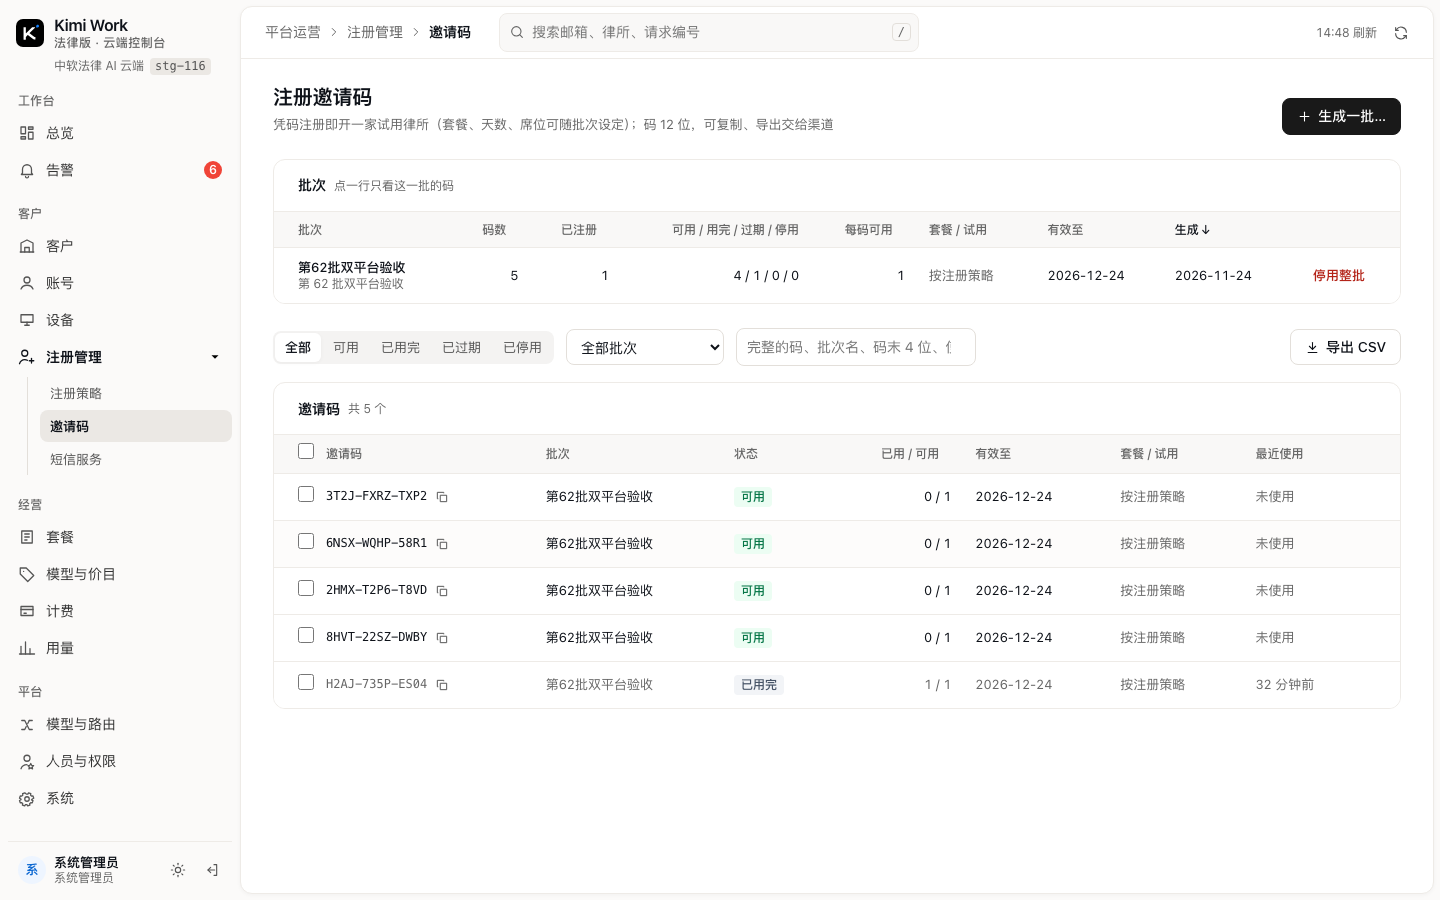 Kimi Work
法律版 · 云端控制台
中软法律 AI 云端 stg-116
工作台
总览
告警 6
客户
客户
账号
设备
注册管理
注册策略
邀请码
短信服务
经营
套餐
模型与价目
计费
用量
平台
模型与路由
人员与权限
系统
系 系统管理员
系统管理员
平台运营 > 注册管理 > 邀请码 搜索邮箱、律所、请求编号 / 14:48 刷新
注册邀请码
凭码注册即开一家试用律所（套餐、天数、席位可随批次设定）；码 12 位，可复制、导出交给渠道
+ 生成一批...
批次 点一行只看这一批的码
批次 码数 已注册 可用 / 用完 / 过期 / 停用 每码可用 套餐 / 试用 有效至 生成↓
第62批双平台验收 5 1 4 / 1 / 0 / 0 1 按注册策略 2026-12-24 2026-11-24 停用整批
第 62 批双平台验收
全部 可用 已用完 已过期 已停用 全部批次 完整的码、批次名、码末 4 位、 导出 CSV
邀请码 共 5 个
邀请码 批次 状态 已用 / 可用 有效至 套餐 / 试用 最近使用
3T2J-FXRZ-TXP2 第62批双平台验收 可用 0 / 1 2026-12-24 按注册策略 未使用
6NSX-WQHP-58R1 第62批双平台验收 可用 0 / 1 2026-12-24 按注册策略 未使用
2HMX-T2P6-T8VD 第62批双平台验收 可用 0 / 1 2026-12-24 按注册策略 未使用
8HVT-22SZ-DWBY 第62批双平台验收 可用 0 / 1 2026-12-24 按注册策略 未使用
H2AJ-735P-ES04 第62批双平台验收 已用完 1 / 1 2026-12-24 按注册策略 32 分钟前